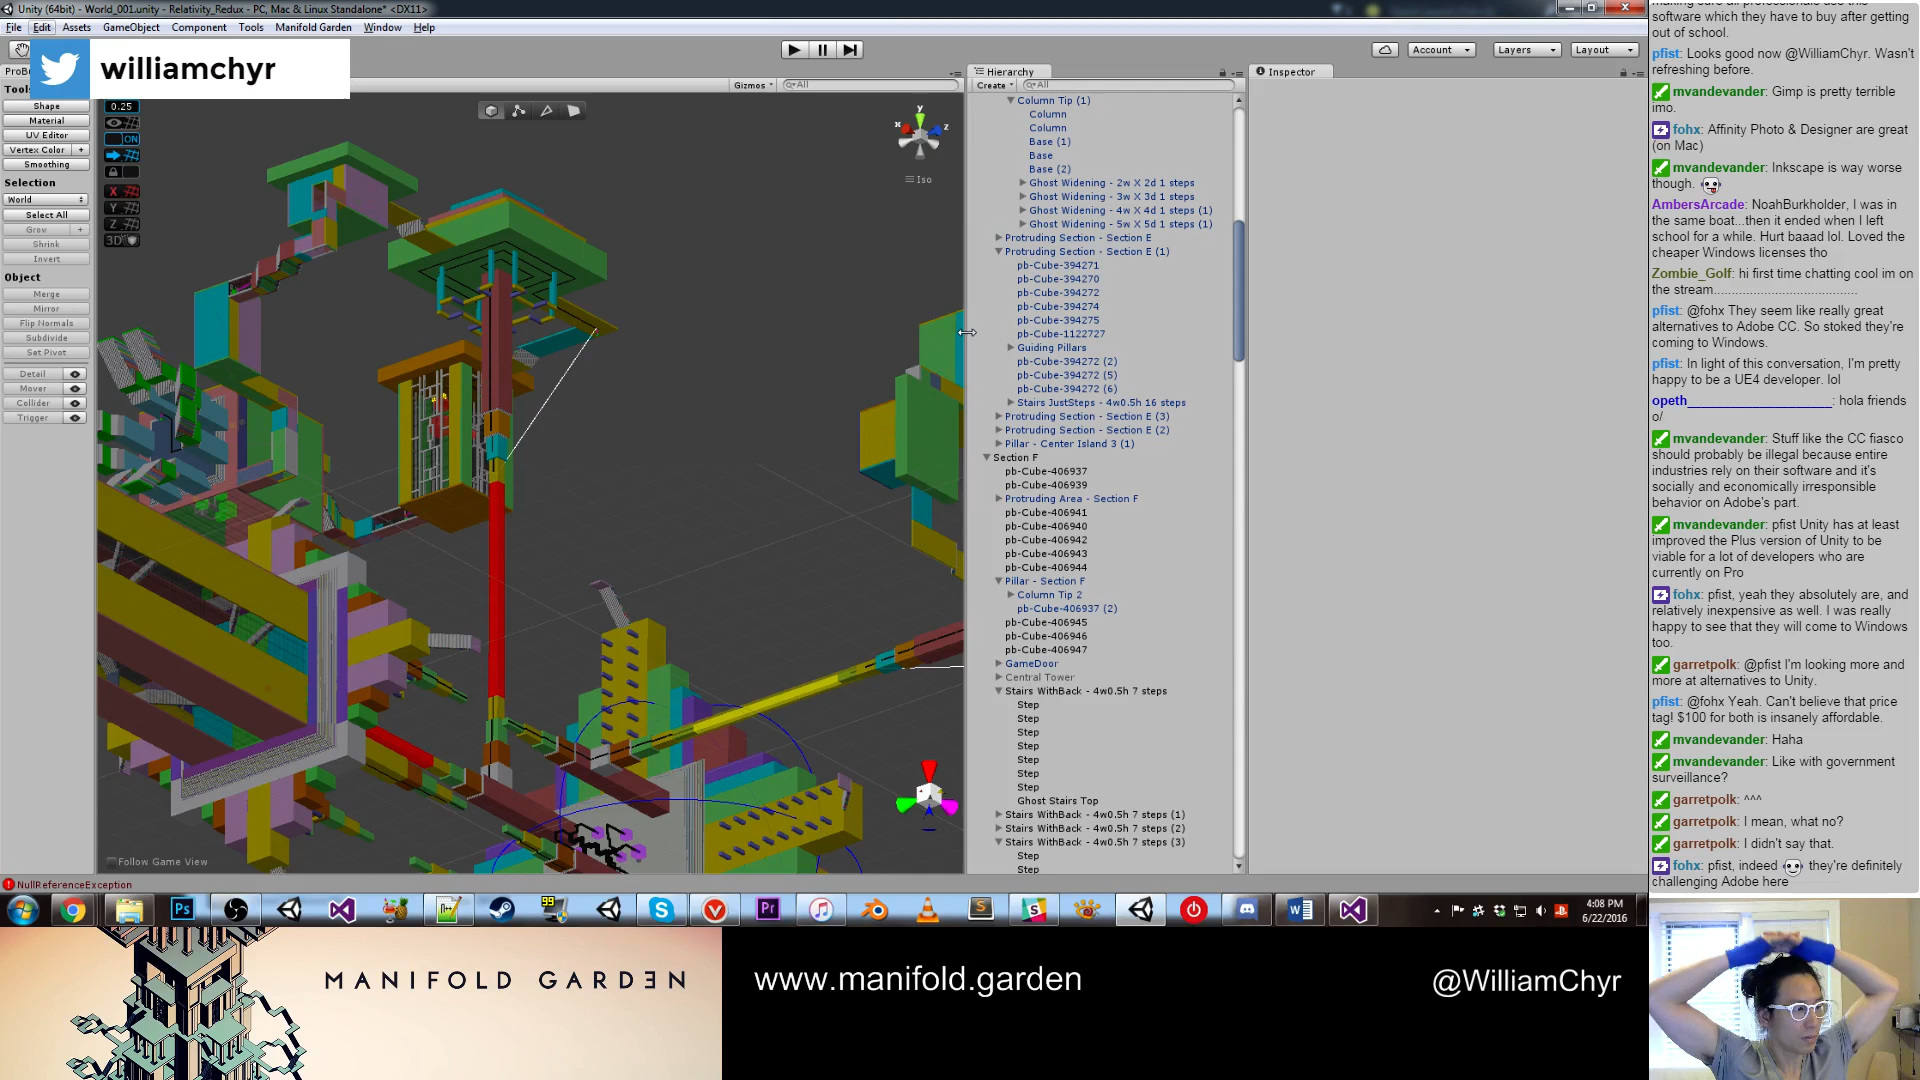 Unity (64bit) - World_001.unity - Relativity_Redux - PC, Mac & Linux Standalone* <DX11>
File Edit Assets GameObject Component Tools Manifold Garden Window Help
williamchyr
Account
Layers
Layout
Tools
Shape
Material
UV Editor
Vertex Color +
Smoothing
Selection
World
Select All
Grow +
Shrink
Invert
Object
Merge
Mirror
Flip Normals
Subdivide
Set Pivot
Detail
Mover
Collider
Trigger
0.25
ON
X
Y
Z
3D
Gizmos
All
y
x
z
Iso
Follow Game View
NullReferenceException
Hierarchy
Create
All
Column Tip (1)
Column
Column
Base (1)
Base
Base (2)
Ghost Widening - 2w X 2d 1 steps
Ghost Widening - 3w X 3d 1 steps
Ghost Widening - 4w X 4d 1 steps (1)
Ghost Widening - 5w X 5d 1 steps (1)
Protruding Section - Section E
Protruding Section - Section E (1)
pb-Cube-394271
pb-Cube-394270
pb-Cube-394272
pb-Cube-394274
pb-Cube-394275
pb-Cube-1122727
Guiding Pillars
pb-Cube-394272 (2)
pb-Cube-394272 (5)
pb-Cube-394272 (6)
Stairs JustSteps - 4w0.5h 16 steps
Protruding Section - Section E (3)
Protruding Section - Section E (2)
Pillar - Center Island 3 (1)
Section F
pb-Cube-406937
pb-Cube-406939
Protruding Area - Section F
pb-Cube-406941
pb-Cube-406940
pb-Cube-406942
pb-Cube-406943
pb-Cube-406944
Pillar - Section F
Column Tip 2
pb-Cube-406937 (2)
pb-Cube-406945
pb-Cube-406946
pb-Cube-406947
GameDoor
Central Tower
Stairs WithBack - 4w0.5h 7 steps
Step
Step
Step
Step
Step
Step
Step
Ghost Stairs Top
Stairs WithBack - 4w0.5h 7 steps (1)
Stairs WithBack - 4w0.5h 7 steps (2)
Stairs WithBack - 4w0.5h 7 steps (3)
Step
Step
Inspector
software which they have to buy after getting
out of school.
pfist: Looks good now @WilliamChyr. Wasn't
refreshing before.
mvandevander: Gimp is pretty terrible
imo.
fohx: Affinity Photo & Designer are great
(on Mac)
mvandevander: Inkscape is way worse
though.
AmbersArcade: NoahBurkholder, I was in
the same boat...then it ended when I left
school for a while. Hurt baaad lol. Loved the
cheaper Windows licenses tho
Zombie_Golf: hi first time chatting cool im on
the stream......................................
pfist: @fohx They seem like really great
alternatives to Adobe CC. So stoked they're
coming to Windows.
pfist: In light of this conversation, I'm pretty
happy to be a UE4 developer. lol
opeth____________________: hola friends
o/
mvandevander: Stuff like the CC fiasco
should probably be illegal because entire
industries rely on their software and it's
socially and economically irresponsible
behavior on Adobe's part.
mvandevander: pfist Unity has at least
improved the Plus version of Unity to be
viable for a lot of developers who are
currently on Pro
fohx: pfist, yeah they absolutely are, and
relatively inexpensive as well. I was really
happy to see that they will come to Windows
too.
garretpolk: @pfist I'm looking more and
more at alternatives to Unity.
pfist: @fohx Yeah. Can't believe that price
tag! $100 for both is insanely affordable.
mvandevander: Haha
mvandevander: Like with government
surveillance?
garretpolk: ^^^
garretpolk: I mean, what no?
garretpolk: I didn't say that.
fohx: pfist, indeed they're definitely
challenging Adobe here
Ps
99
Pr
4:08 PM
6/22/2016
MANIFOLD GARDEN
www.manifold.garden
@WilliamChyr